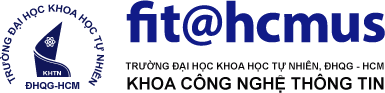 TRƯỜNG ĐẠI HỌC KHOA HỌC TỰ NHIÊN
KHTN
ĐHQG-HCM
fit@hcmus
TRƯỜNG ĐẠI HỌC KHOA HỌC TỰ NHIÊN, ĐHQG - HCM
KHOA CÔNG NGHỆ THÔNG TIN